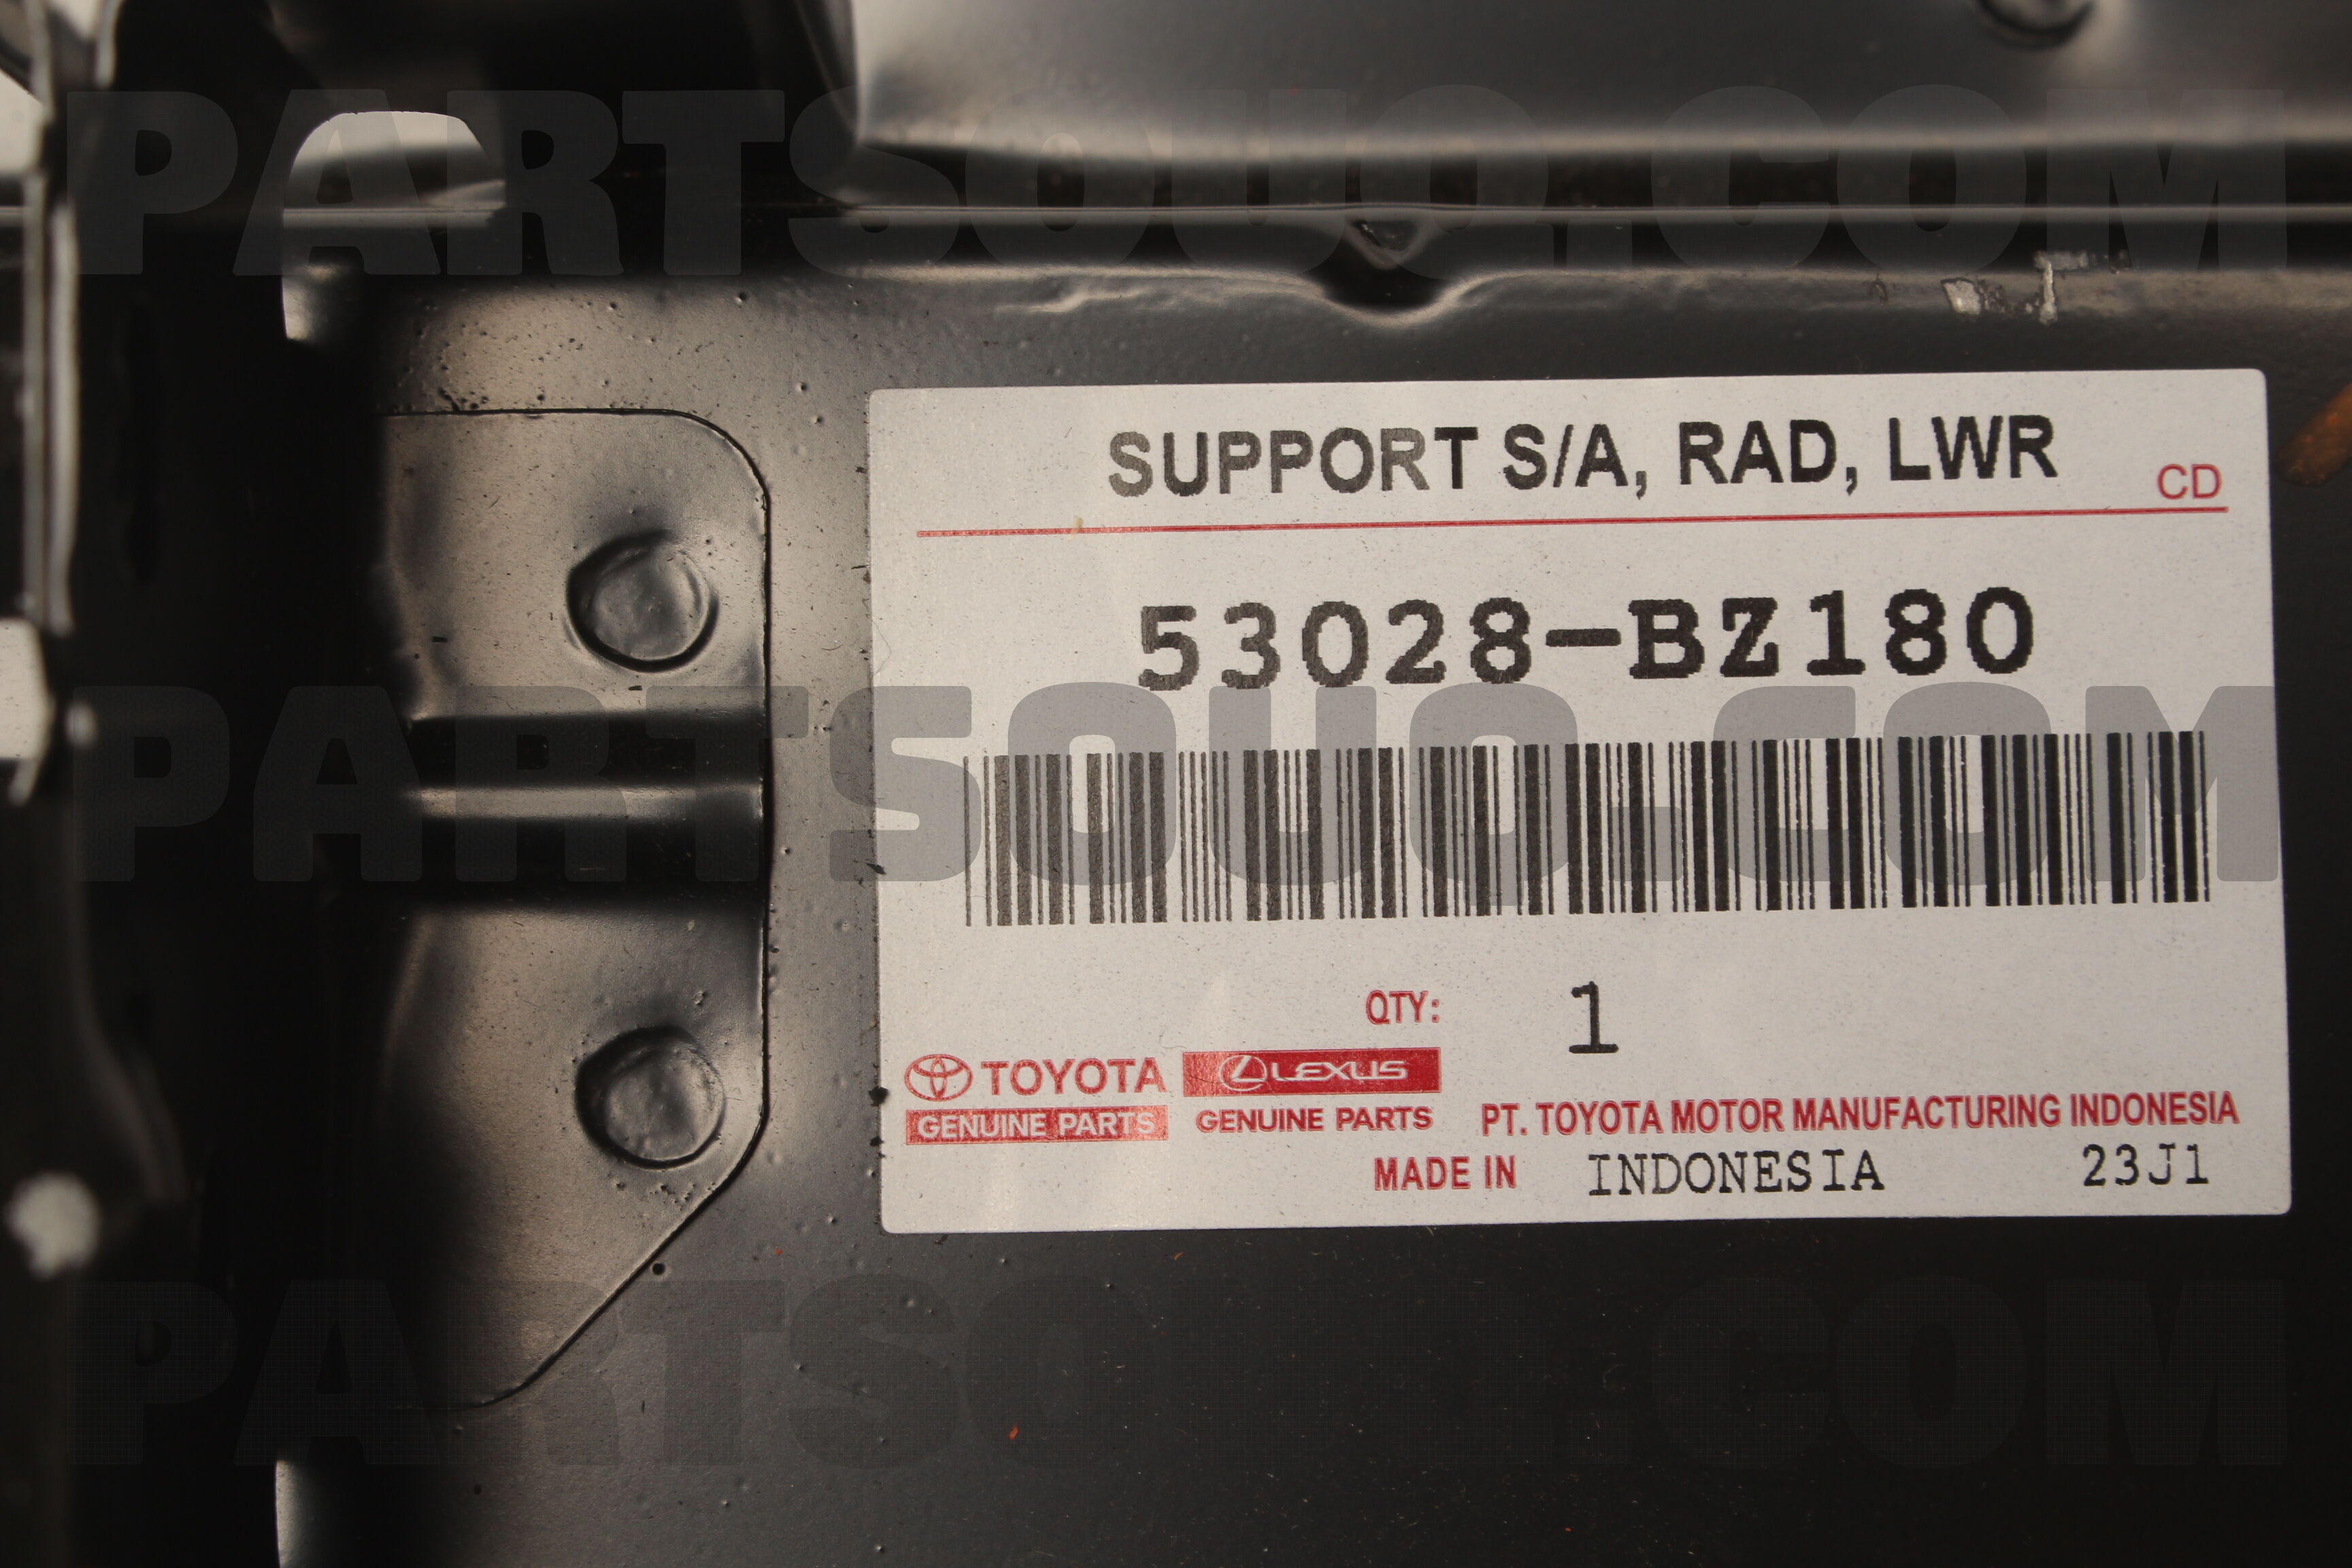 PARTSOUQ.COM
SUPPORT S/A, RAD, LWR
CD
53028-BZ180
PARTSOUQ.COM
QTY: 1
TOYOTA LEXUS
GENUINE PARTS GENUINE PARTS PT. TOYOTA MOTOR MANUFACTURING INDONESIA
MADE IN INDONESIA 23J1
PARTSOUQ.COM